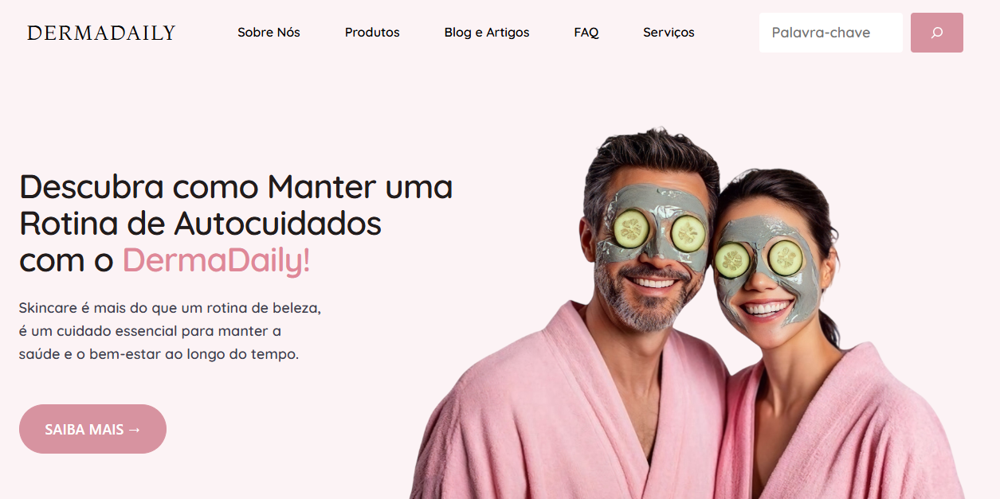 DERMADAILY
Sobre Nós
Produtos
Blog e Artigos
FAQ
Serviços
Palavra-chave
Descubra como Manter uma
Rotina de Autocuidados
com o DermaDaily!
Skincare é mais do que um rotina de beleza,
é um cuidado essencial para manter a
saúde e o bem-estar ao longo do tempo.
SAIBA MAIS →